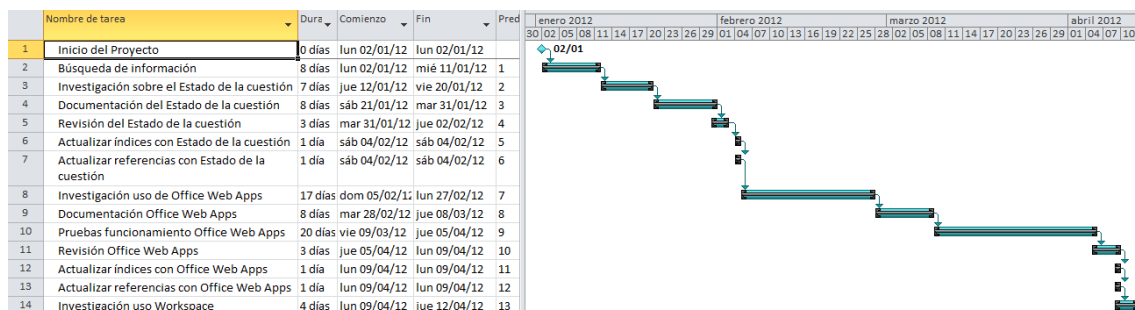 Nombre de tarea Dura Comienzo Fin Pred
enero 2012 febrero 2012 marzo 2012 abril 2012
30 02 05 08 11 14 17 20 23 26 29 01 04 07 10 13 16 19 22 25 28 02 05 08 11 14 17 20 23 26 29 01 04 07 10
1 Inicio del Proyecto 0 días lun 02/01/12 lun 02/01/12
02/01
2 Búsqueda de información 8 días lun 02/01/12 mié 11/01/12 1
3 Investigación sobre el Estado de la cuestión 7 días jue 12/01/12 vie 20/01/12 2
4 Documentación del Estado de la cuestión 8 días sáb 21/01/12 mar 31/01/12 3
5 Revisión del Estado de la cuestión 3 días mar 31/01/12 jue 02/02/12 4
6 Actualizar índices con Estado de la cuestión 1 día sáb 04/02/12 sáb 04/02/12 5
7 Actualizar referencias con Estado de la 1 día sáb 04/02/12 sáb 04/02/12 6
cuestión
8 Investigación uso de Office Web Apps 17 días dom 05/02/12 lun 27/02/12 7
9 Documentación Office Web Apps 8 días mar 28/02/12 jue 08/03/12 8
10 Pruebas funcionamiento Office Web Apps 20 días vie 09/03/12 jue 05/04/12 9
11 Revisión Office Web Apps 3 días jue 05/04/12 lun 09/04/12 10
12 Actualizar índices con Office Web Apps 1 día lun 09/04/12 lun 09/04/12 11
13 Actualizar referencias con Office Web Apps 1 día lun 09/04/12 lun 09/04/12 12
14 Investigación uso Workspace 4 días lun 09/04/12 jue 12/04/12 13